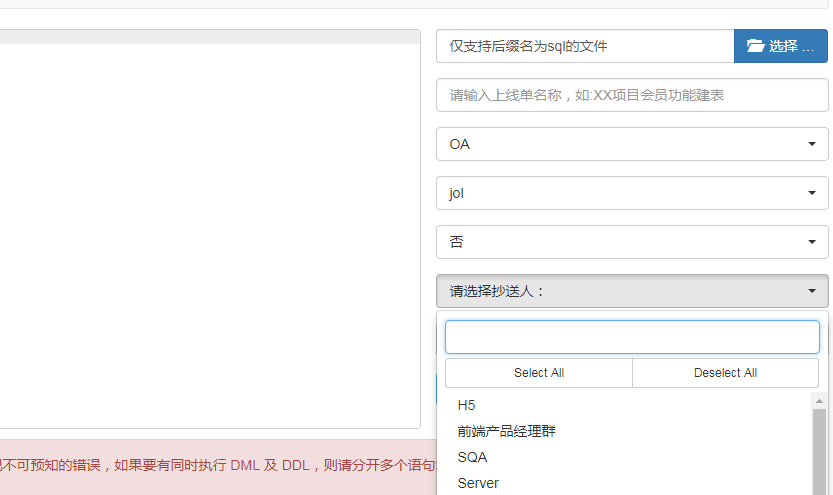 仅支持后缀名为sql的文件
选择 ...
请输入上线单名称，如:XX项目会员功能建表
OA
jol
否
请选择抄送人：
Select All
Deselect All
H5
前端产品经理群
SQA
Server
不可预知的错误，如果要有同时执行 DML 及 DDL，则请分开多个语句